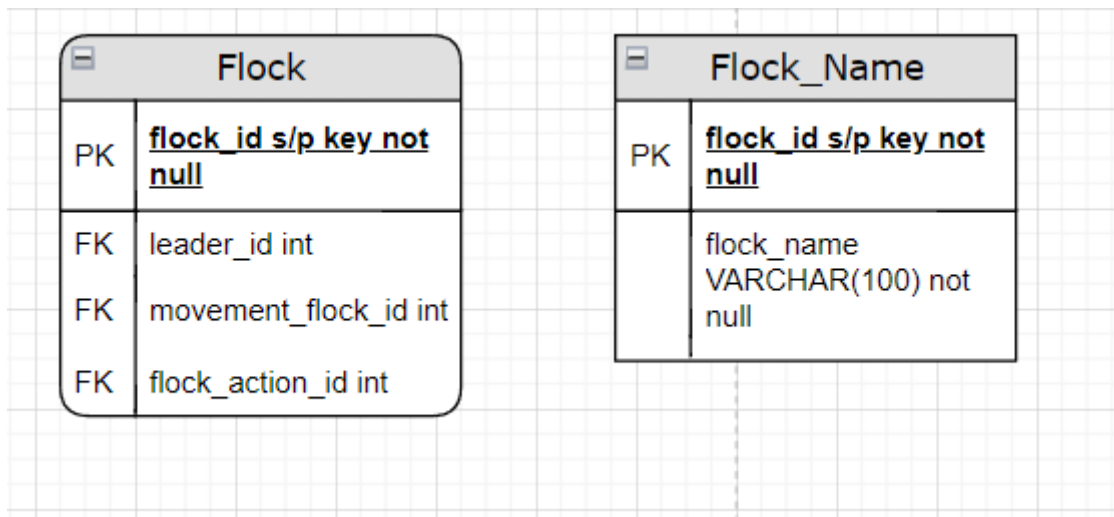 Flock
PK
flock_id s/p key not
null
FK
leader_id int
FK
movement_flock_id int
FK
flock_action_id int
Flock_Name
PK
flock_id s/p key not
null
flock_name
VARCHAR(100) not
null